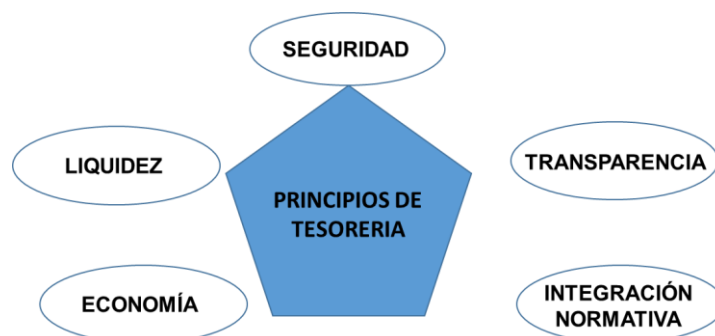 SEGURIDAD
LIQUIDEZ
TRANSPARENCIA
PRINCIPIOS DE
TESORERIA
ECONOMÍA
INTEGRACIÓN
NORMATIVA